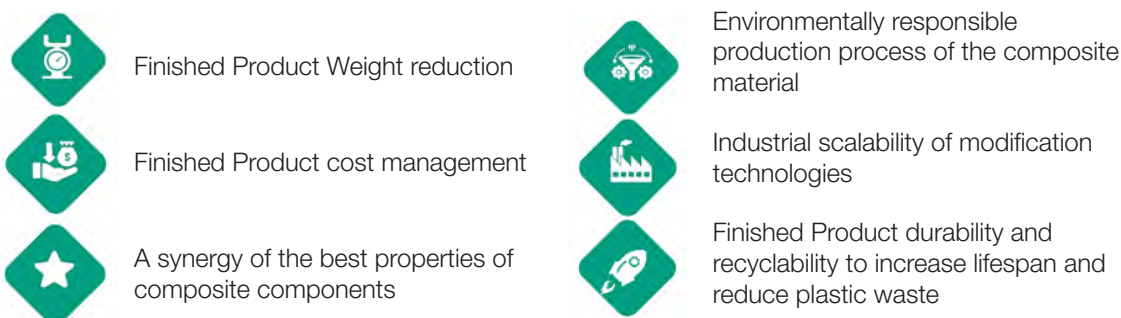 Finished Product Weight reduction
Finished Product cost management
A synergy of the best properties of
composite components
Environmentally responsible
production process of the composite
material
Industrial scalability of modification
technologies
Finished Product durability and
recyclability to increase lifespan and
reduce plastic waste